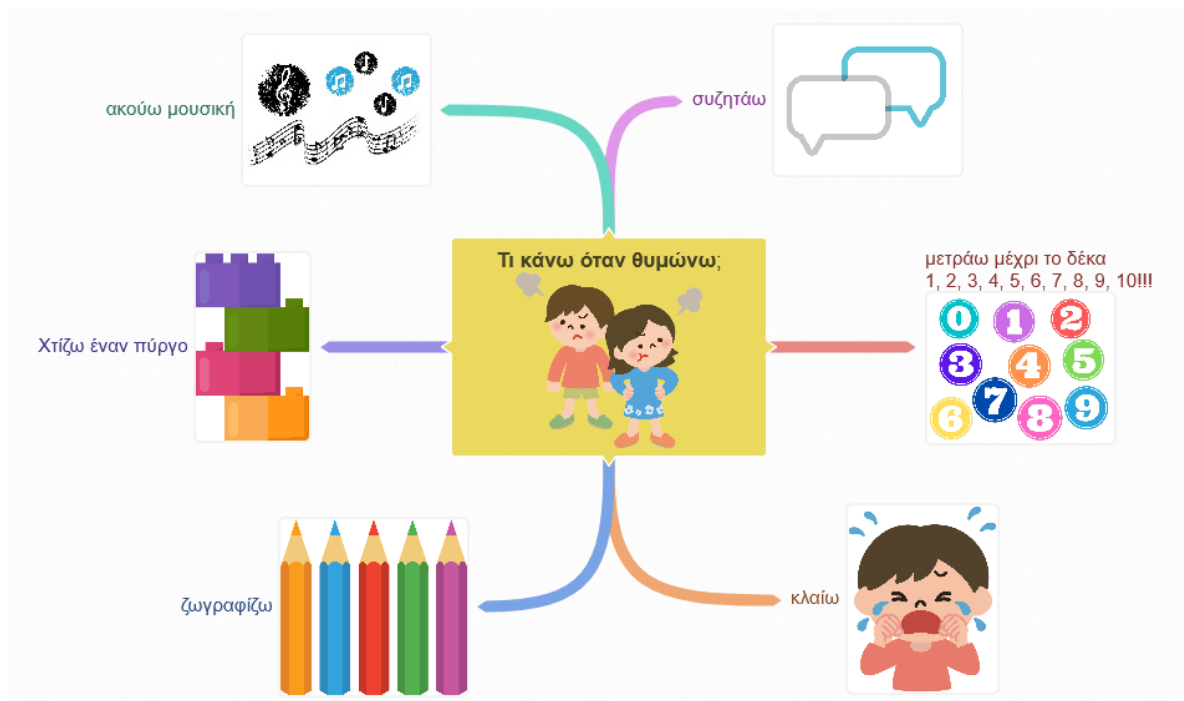 ακούω μουσική
συζητάω
Τι κάνω όταν θυμώνω;
μετράω μέχρι το δέκα
1, 2, 3, 4, 5, 6, 7, 8, 9, 10!!!
0 1 2
3 4 5
6 7 8 9
Χτίζω έναν πύργο
ζωγραφίζω
κλαίω